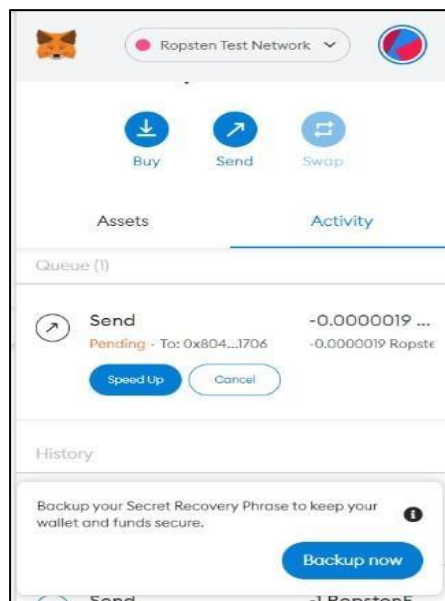 Ropsten Test Network
Buy Send Swap
Assets Activity
Queue (1)
Send -0.0000019 ...
Pending - To: 0x804...1706 -0.0000019 Ropste
Speed Up Cancel
History
Backup your Secret Recovery Phrase to keep your
wallet and funds secure.
Backup now
Send